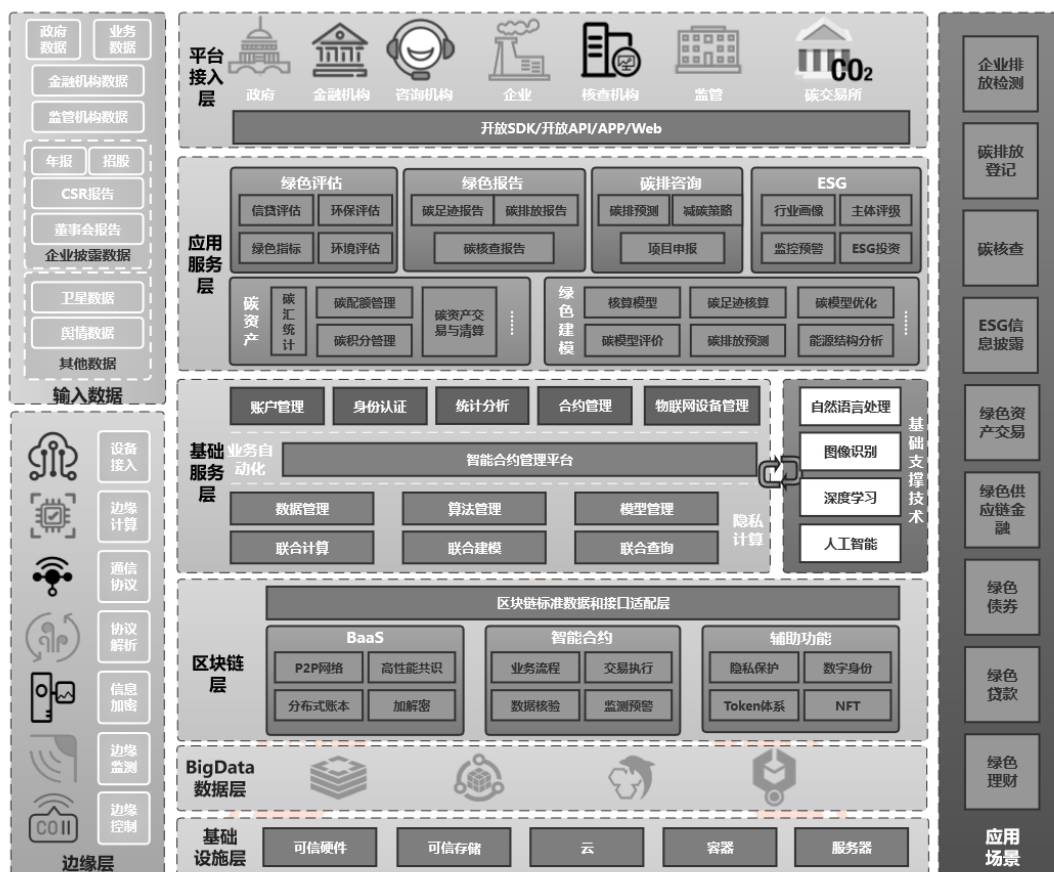 政府
数据
业务
数据
金融机构数据
监管机构数据
年报
招股
CSR报告
董事会报告
企业披露数据
卫星数据
舆情数据
其他数据
输入数据
设备
接入
边缘
计算
通信
协议
协议
解析
信息
加密
边缘
监测
CO II
边缘
控制
边缘层
平台
接入
层
政府
金融机构
咨询机构
企业
核查机构
监管
CO₂
碳交易所
开放SDK/开放API/APP/Web
应用
服务
层
绿色评估
信贷评估
环保评估
绿色指标
环境评估
绿色报告
碳足迹报告
碳排放报告
碳核查报告
碳排咨询
碳排预测
减碳策略
项目申报
ESG
行业画像
主体评级
监控预警
ESG投资
碳
资
产
碳
汇
统
计
碳配额管理
碳积分管理
碳资产交
易与清算
绿
色
建
模
核算模型
碳足迹核算
碳模型优化
碳模型评价
碳排放预测
能源结构分析
基础
服务
层
账户管理
身份认证
统计分析
合约管理
物联网设备管理
业务自
动化
智能合约管理平台
数据管理
算法管理
模型管理
联合计算
联合建模
联合查询
隐私
计算
自然语言处理
图像识别
深度学习
人工智能
基
础
支
撑
技
术
区块链
层
区块链标准数据和接口适配层
BaaS
P2P网络
高性能共识
分布式账本
加解密
智能合约
业务流程
交易执行
数据核验
监测预警
辅助功能
隐私保护
数字身份
Token体系
NFT
BigData
数据层
基础
设施层
可信硬件
可信存储
云
容器
服务器
企业排
放检测
碳排放
登记
碳核查
ESG信
息披露
绿色资
产交易
绿色供
应链金
融
绿色
债券
绿色
贷款
绿色
理财
应用
场景